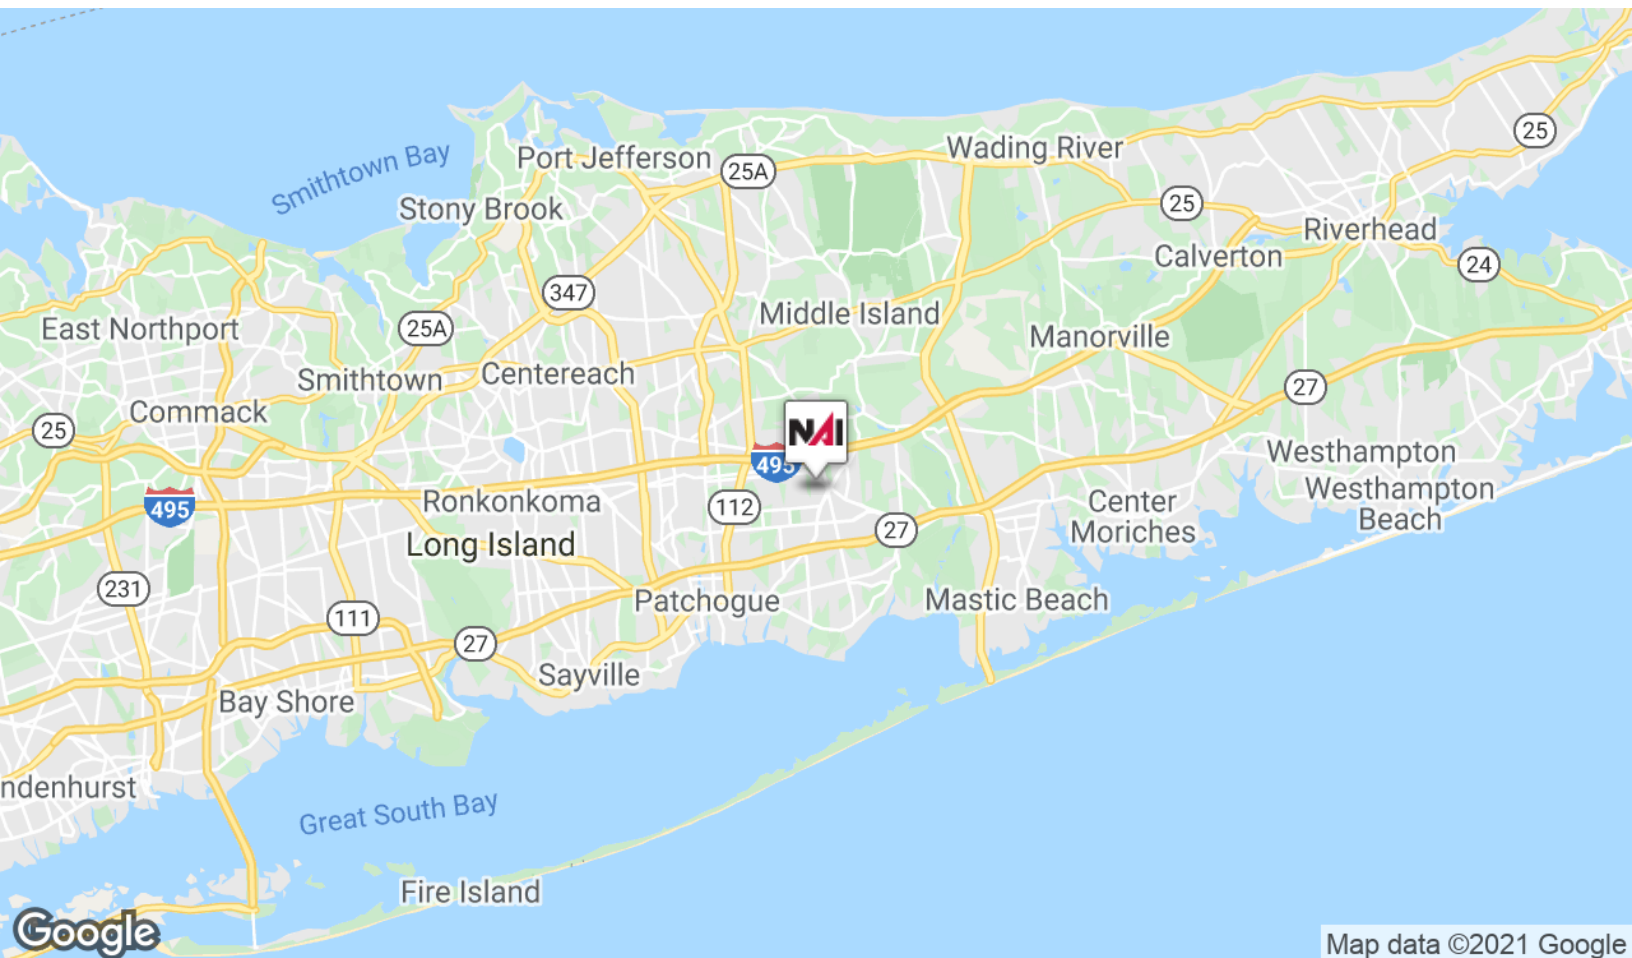 25
Smithtown Bay
Port Jefferson
25A
Wading River
Stony Brook
25
Riverhead
Calverton
24
347
Middle Island
East Northport
25A
Manorville
Smithtown
Centereach
27
Commack
25
NAI
495
Westhampton
Westhampton
Beach
495
Ronkonkoma
112
Center
Moriches
27
Long Island
231
Patchogue
Mastic Beach
111
27
Sayville
Bay Shore
ndenhurst
Great South Bay
Fire Island
Google
Map data ©2021 Google